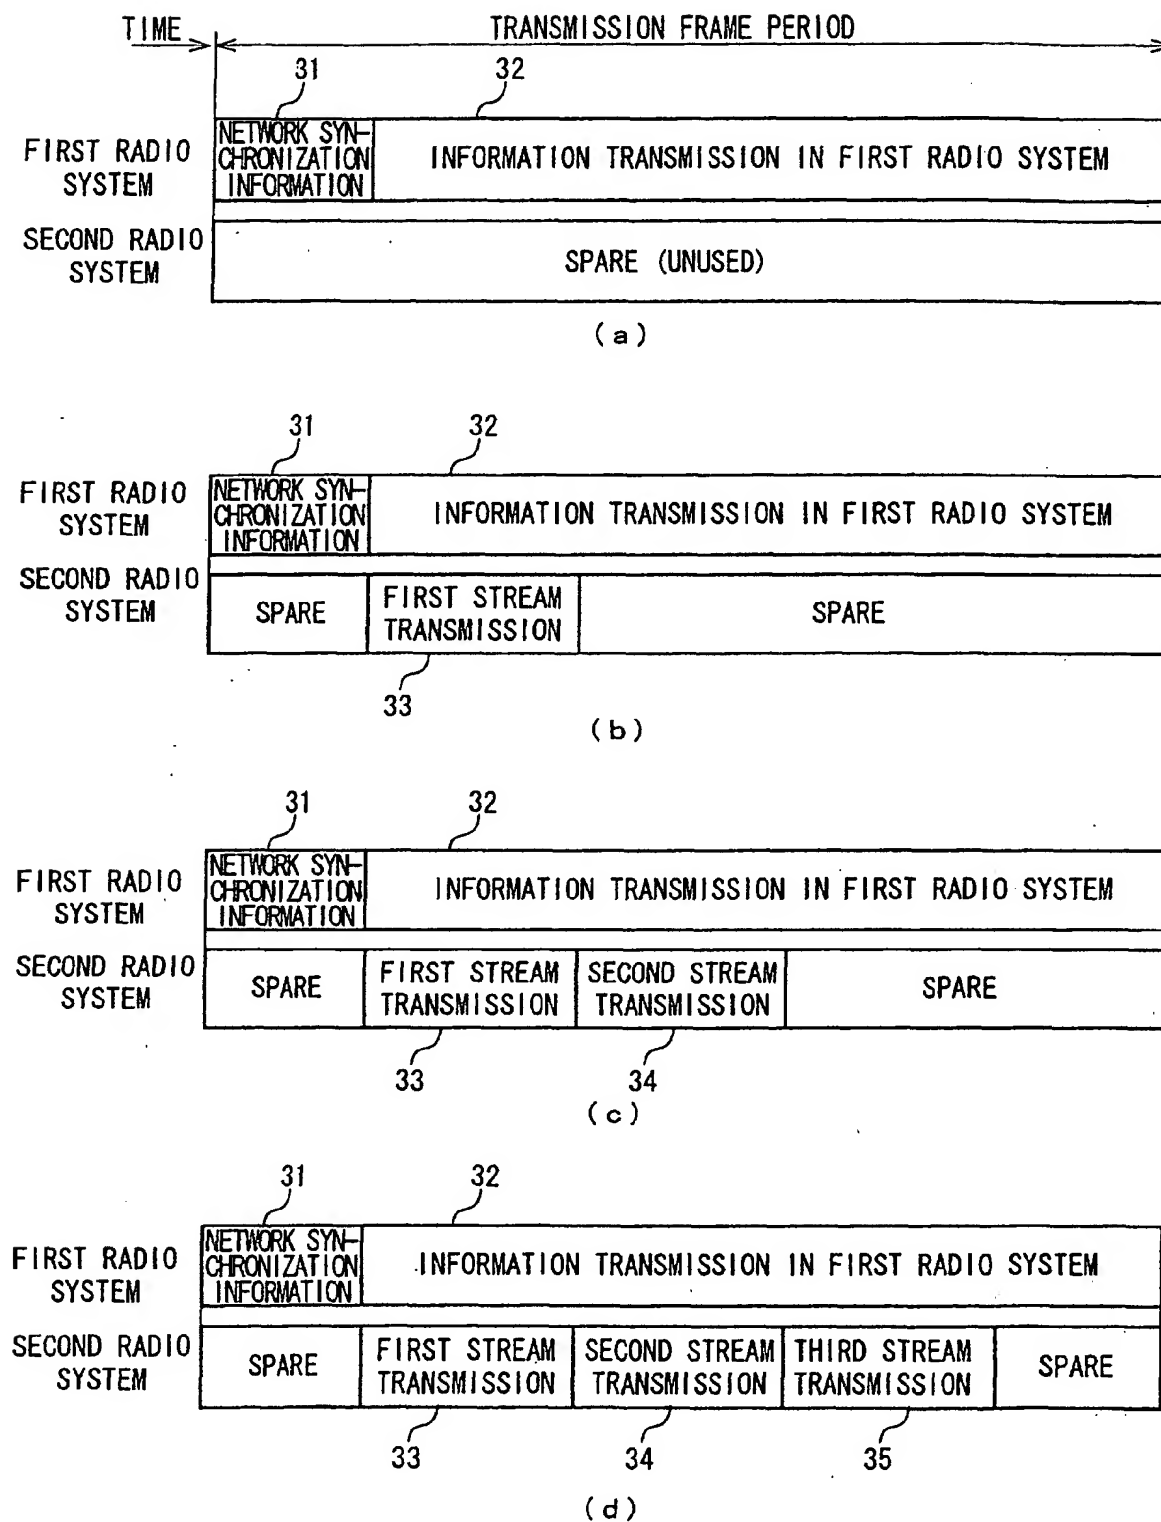 TIME
TRANSMISSION FRAME PERIOD
31
32
FIRST RADIO
SYSTEM
NETWORK SYN-
CHRONIZATION
INFORMATION
INFORMATION TRANSMISSION IN FIRST RADIO SYSTEM
SECOND RADIO
SYSTEM
SPARE (UNUSED)
(a)
31
32
FIRST RADIO
SYSTEM
NETWORK SYN-
CHRONIZATION
INFORMATION
INFORMATION TRANSMISSION IN FIRST RADIO SYSTEM
SECOND RADIO
SYSTEM
SPARE
FIRST STREAM
TRANSMISSION
SPARE
33
(b)
31
32
FIRST RADIO
SYSTEM
NETWORK SYN-
CHRONIZATION
INFORMATION
INFORMATION TRANSMISSION IN FIRST RADIO SYSTEM
SECOND RADIO
SYSTEM
SPARE
FIRST STREAM
TRANSMISSION
SECOND STREAM
TRANSMISSION
SPARE
33
34
(c)
31
32
FIRST RADIO
SYSTEM
NETWORK SYN-
CHRONIZATION
INFORMATION
INFORMATION TRANSMISSION IN FIRST RADIO SYSTEM
SECOND RADIO
SYSTEM
SPARE
FIRST STREAM
TRANSMISSION
SECOND STREAM
TRANSMISSION
THIRD STREAM
TRANSMISSION
SPARE
33
34
35
(d)